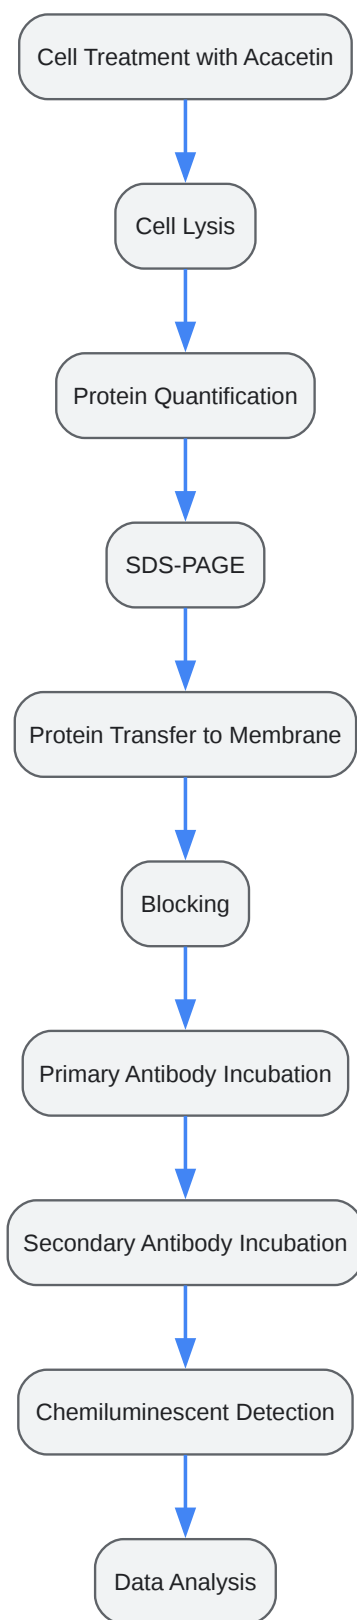 Cell Treatment with Acacetin
Cell Lysis
Protein Quantification
SDS-PAGE
Protein Transfer to Membrane
Blocking
Primary Antibody Incubation
Secondary Antibody Incubation
Chemiluminescent Detection
Data Analysis